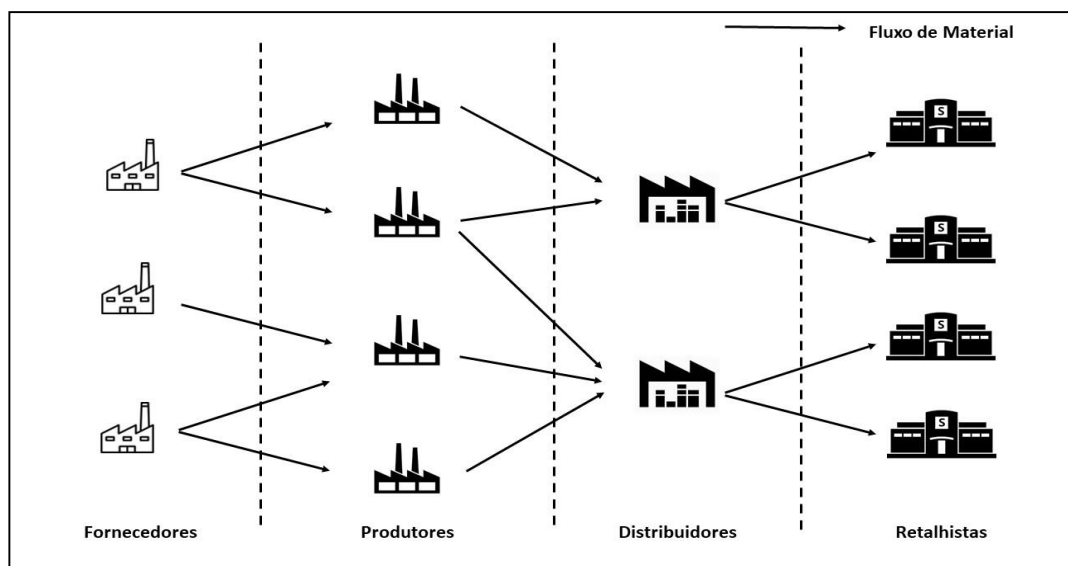 Fluxo de Material
S
S
S
S
Fornecedores
Produtores
Distribuidores
Retalhistas